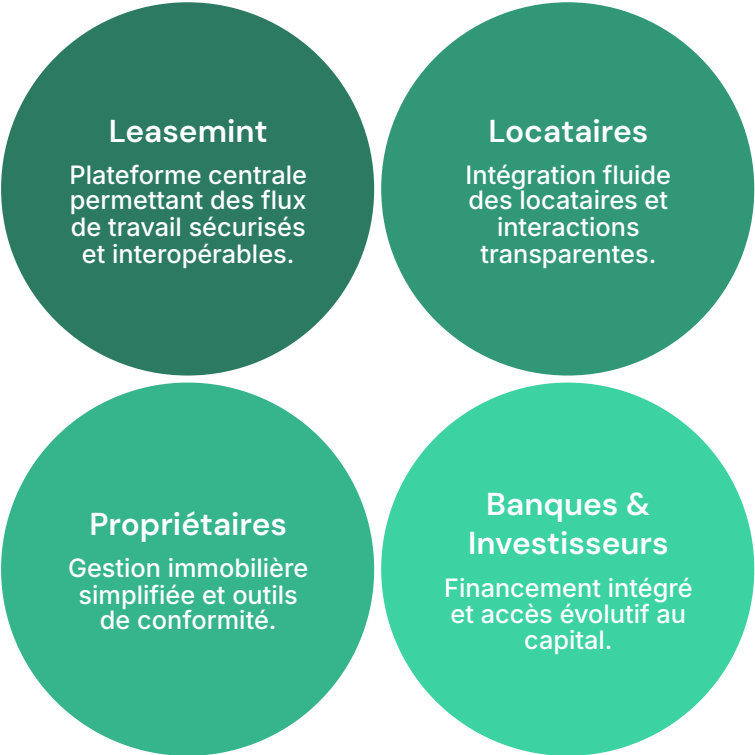 Leasemint
Plateforme centrale
permettant des flux
de travail sécurisés
et interopérables.
Locataires
Intégration fluide
des locataires et
interactions
transparentes.
Propriétaires
Gestion immobilière
simplifiée et outils
de conformité.
Banques &
Investisseurs
Financement intégré
et accès évolutif au
capital.